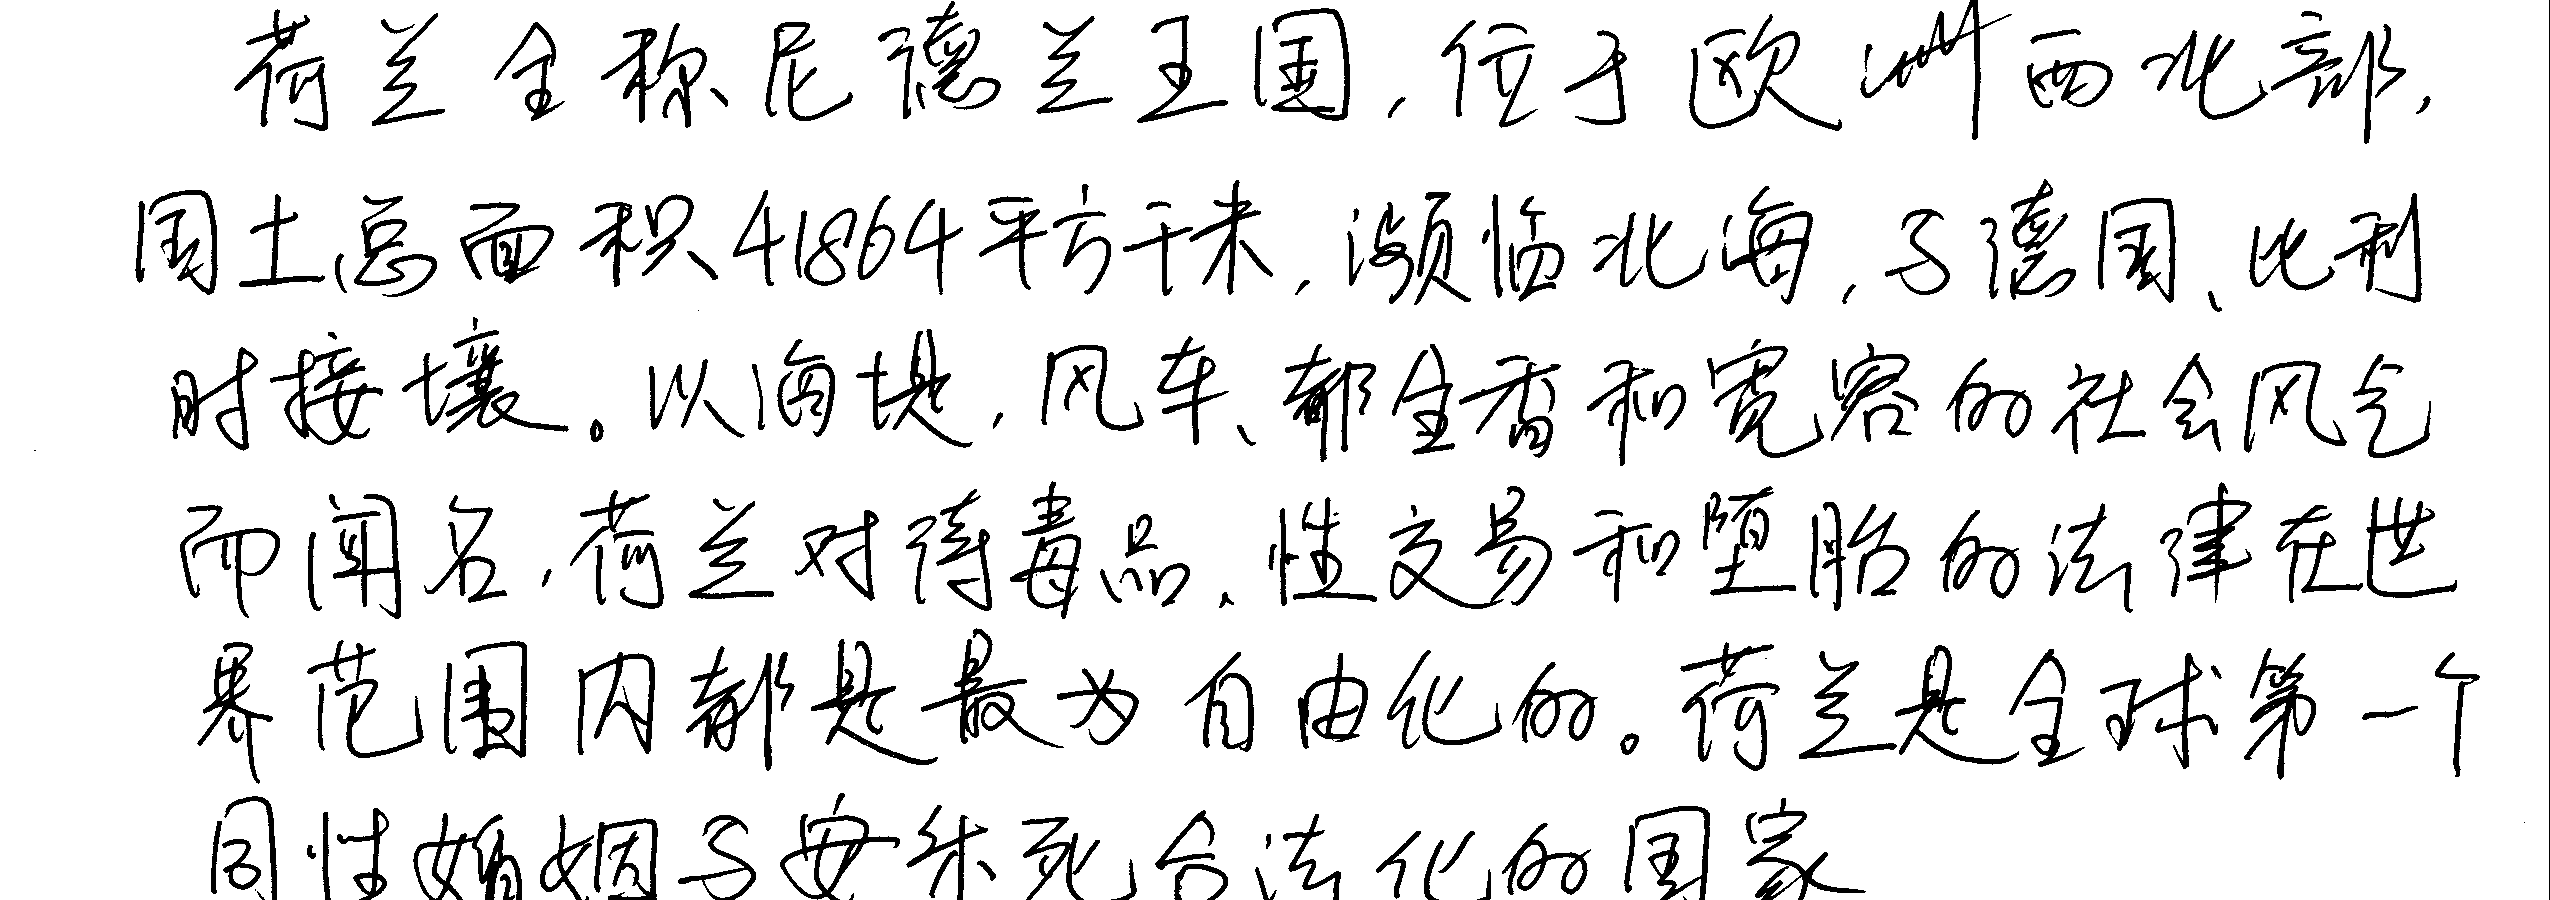 荷兰全称尼德兰王国，位于欧洲西北部，
国土总面积41864平方千米，濒临北海，与德国、比利
时接壤。以海堤，风车、郁金香和宽容的社会风气
而闻名，荷兰对待毒品、性交易和堕胎的法律在世
界范围内都是最为自由化的。荷兰是全球第一个
同性婚姻与安乐死合法化的国家